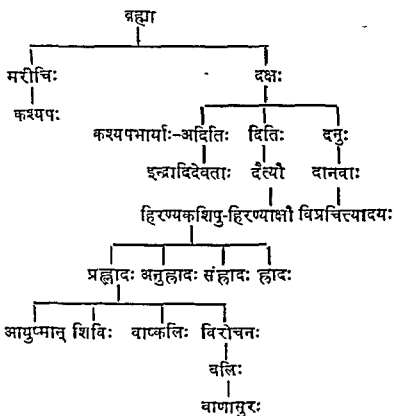 ब्रह्मा
मरीचिः दक्षः
कश्यपः
कश्यपभार्याः-अदितिः दितिः दनुः
इन्द्रादिदेवताः दैत्यौ दानवाः
हिरण्यकशिपु-हिरण्याक्षौ विप्रचित्त्यादयः
प्रह्लादः अनुह्लादः संह्लादः ह्लादः
आयुष्मान् शिविः वाष्कलिः विरोचनः
वलिः
वाणासुरः